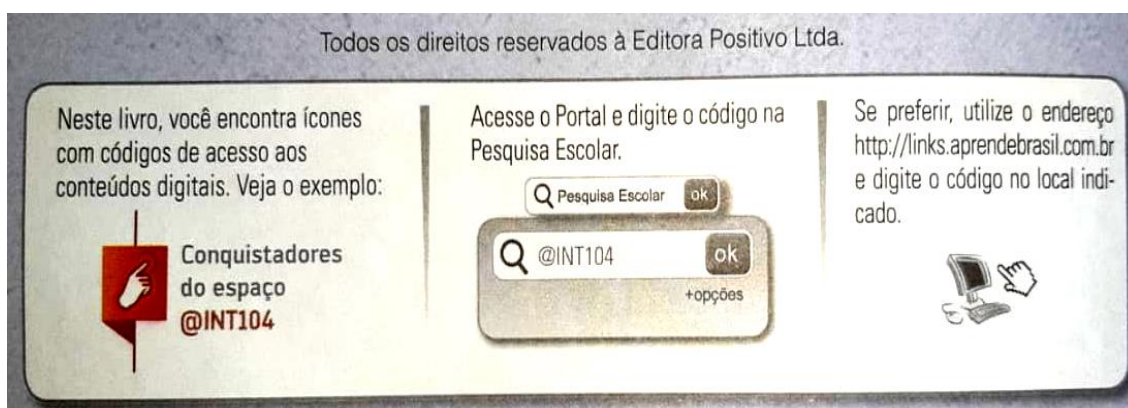 Todos os direitos reservados à Editora Positivo Ltda.
Neste livro, você encontra ícones
com códigos de acesso aos
conteúdos digitais. Veja o exemplo:
Conquistadores
do espaço
@INT104
Acesse o Portal e digite o código na
Pesquisa Escolar.
Pesquisa Escolar ok
@INT104 ok
+opções
Se preferir, utilize o endereço
http://links.aprendebrasil.com.br
e digite o código no local indi-
cado.